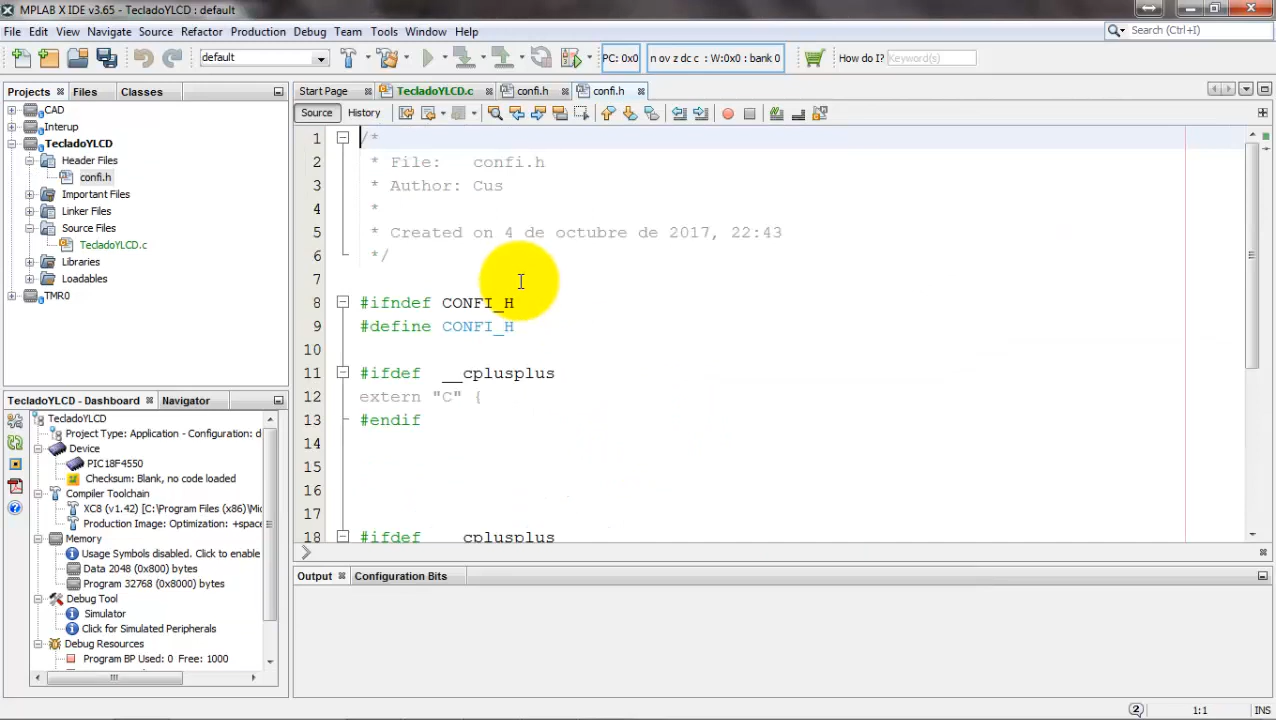 MPLAB X IDE v3.65 - TecladoYLCD : default
File Edit View Navigate Source Refactor Production Debug Team Tools Window Help
Search (Ctrl+I)
default
PC: 0x0
n ov z dc c : W:0x0 : bank 0
How do I? Keyword(s)
Projects Files Classes
Start Page TecladoYLCD.c confi.h confi.h
Source History
CAD
Interup
TecladoYLCD
Header Files
confi.h
Important Files
Linker Files
Source Files
TecladoYLCD.c
Libraries
Loadables
TMR0
1 /*
2 * File: confi.h
3 * Author: Cus
4 *
5 * Created on 4 de octubre de 2017, 22:43
6 */
7
8 #ifndef CONFI_H
9 #define CONFI_H
10
11 #ifdef __cplusplus
12 extern "C" {
13 #endif
14
15
16
17
18 #ifdef __cplusplus
TecladoYLCD - Dashboard Navigator
TecladoYLCD
Project Type: Application - Configuration: d
Device
PIC18F4550
Checksum: Blank, no code loaded
Compiler Toolchain
XC8 (v1.42) [C:\Program Files (x86)\Mic
Production Image: Optimization: +space
Memory
Usage Symbols disabled. Click to enable
Data 2048 (0x800) bytes
Program 32768 (0x8000) bytes
Debug Tool
Simulator
Click for Simulated Peripherals
Debug Resources
Program BP Used: 0 Free: 1000
Output Configuration Bits
2
1:1
INS